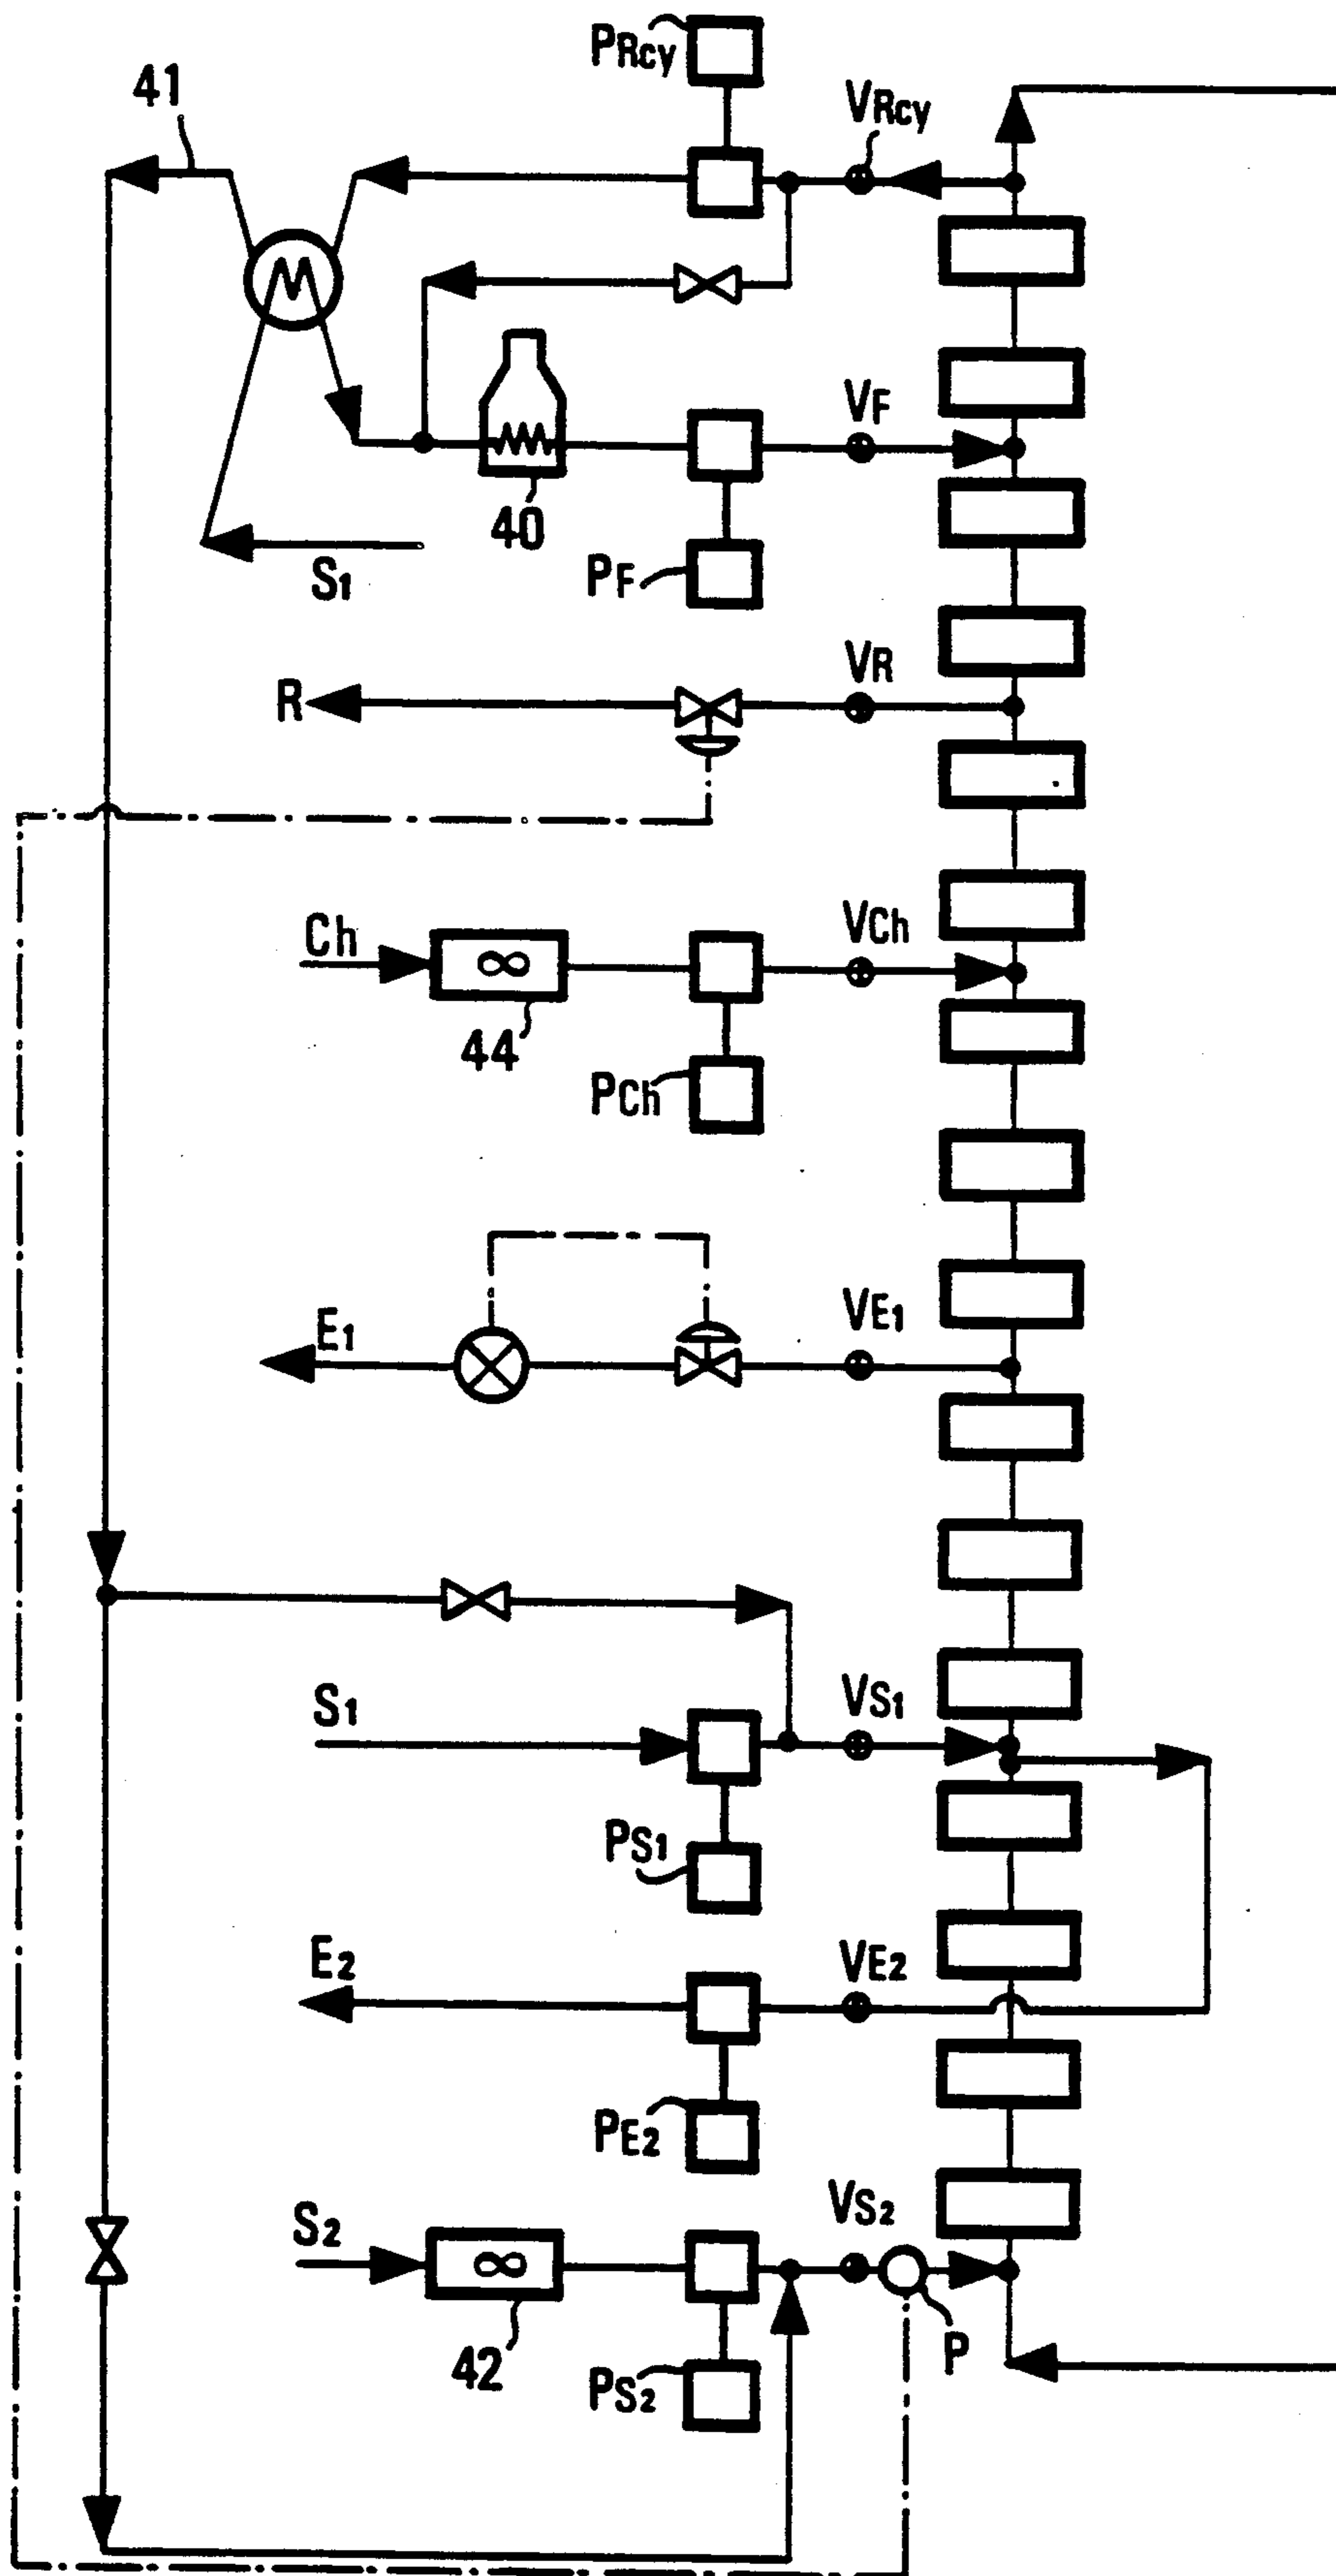 PRcy
41
VRcy
VF
40
PF
S1
VR
R
Ch
VCh
44
PCh
E1
VE1
S1
VS1
PS1
E2
VE2
PE2
S2
VS2
42
P
PS2